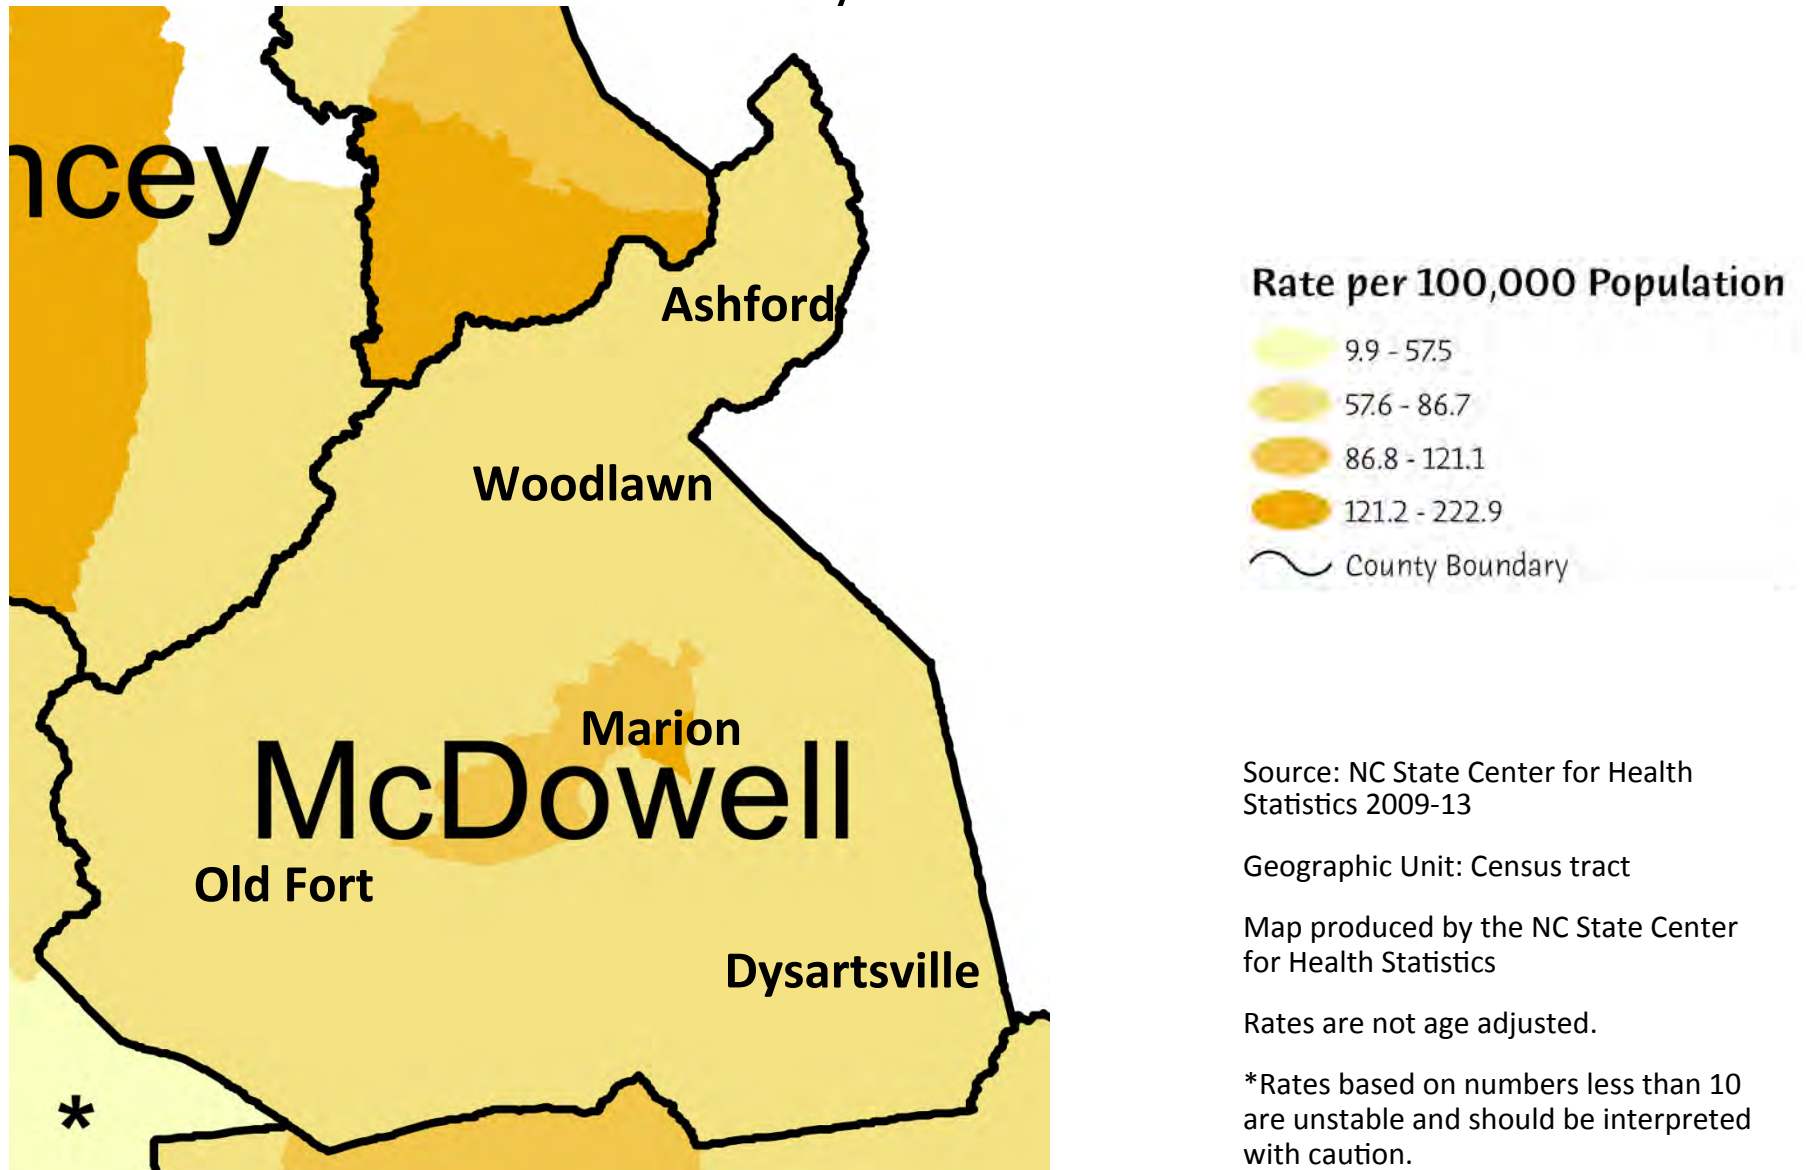 ncey
Ashford
Woodlawn
Marion
McDowell
Old Fort
Dysartsville
*
Rate per 100,000 Population
9.9 - 57.5
57.6 - 86.7
86.8 - 121.1
121.2 - 222.9
County Boundary
Source: NC State Center for Health
Statistics 2009-13
Geographic Unit: Census tract
Map produced by the NC State Center
for Health Statistics
Rates are not age adjusted.
*Rates based on numbers less than 10
are unstable and should be interpreted
with caution.